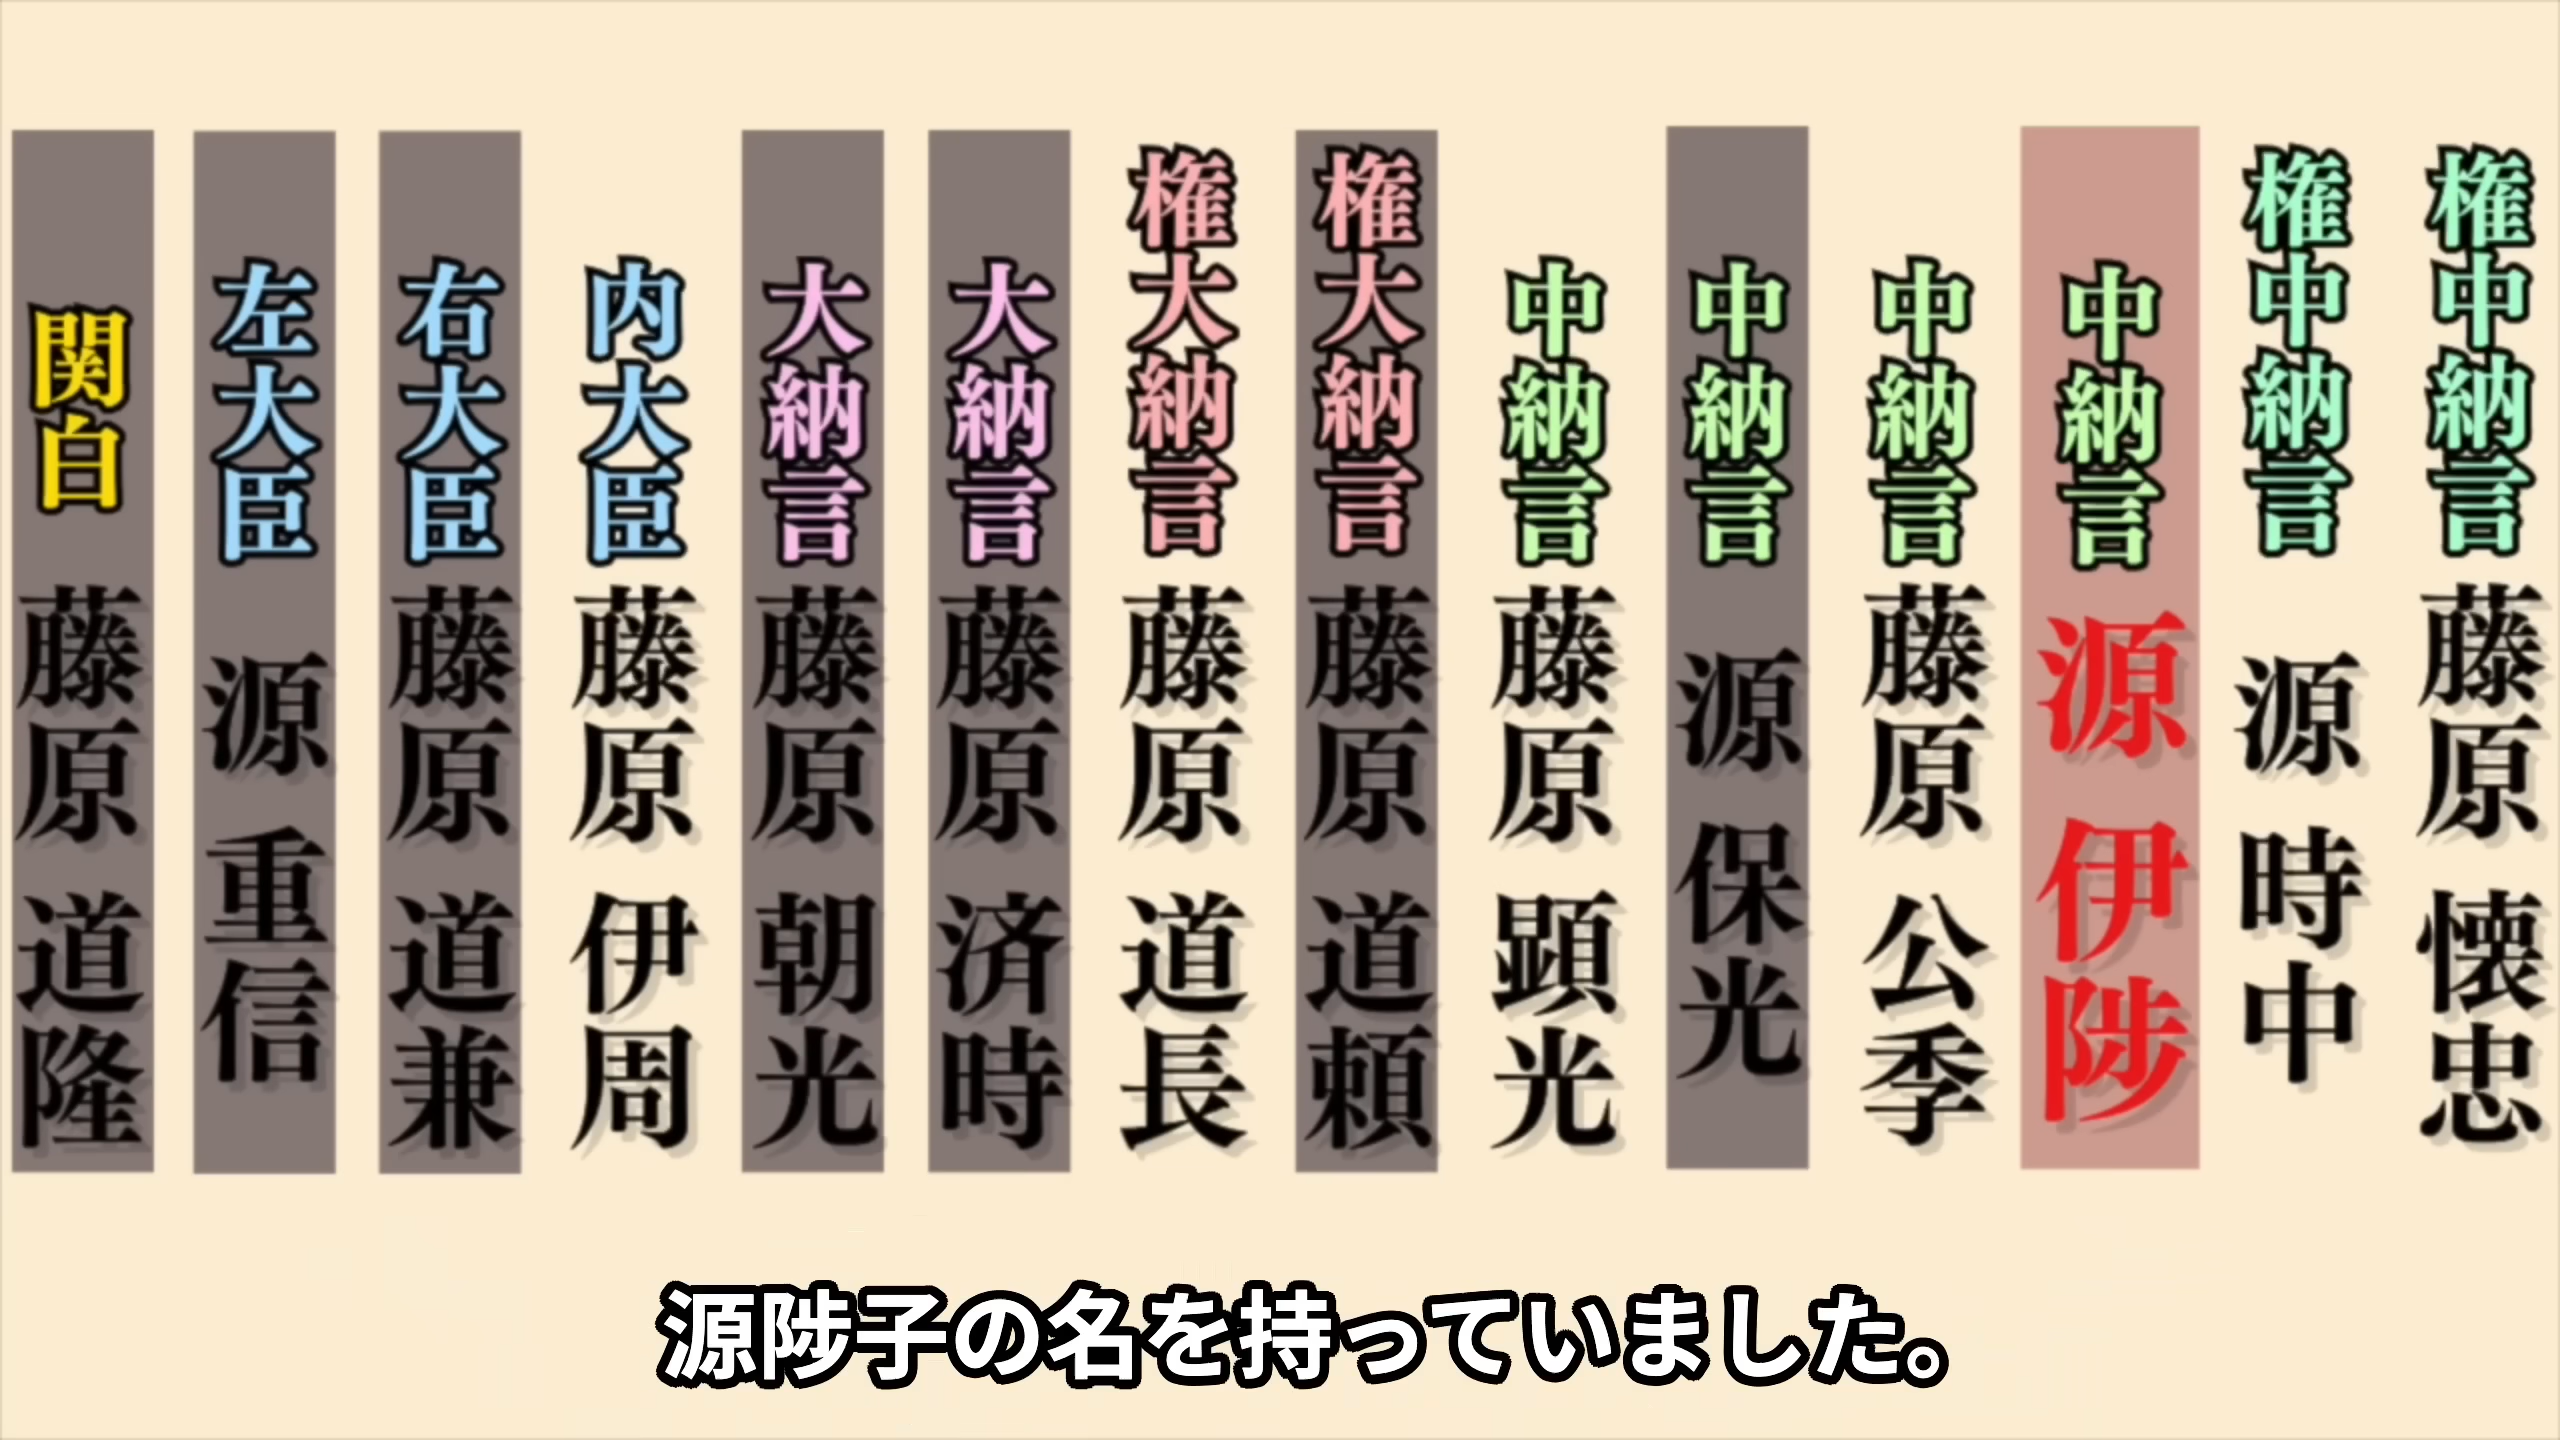 関白 藤原 道隆
左大臣 源 重信
右大臣 藤原 道兼
内大臣 藤原 伊周
大納言 藤原 朝光
大納言 藤原 済時
権大納言 藤原 道長
権大納言 藤原 道頼
中納言 藤原 顕光
中納言 源 保光
中納言 藤原 公季
中納言 源 伊陟
権中納言 源 時中
権中納言 藤原 懐忠
源陟子の名を持っていました。